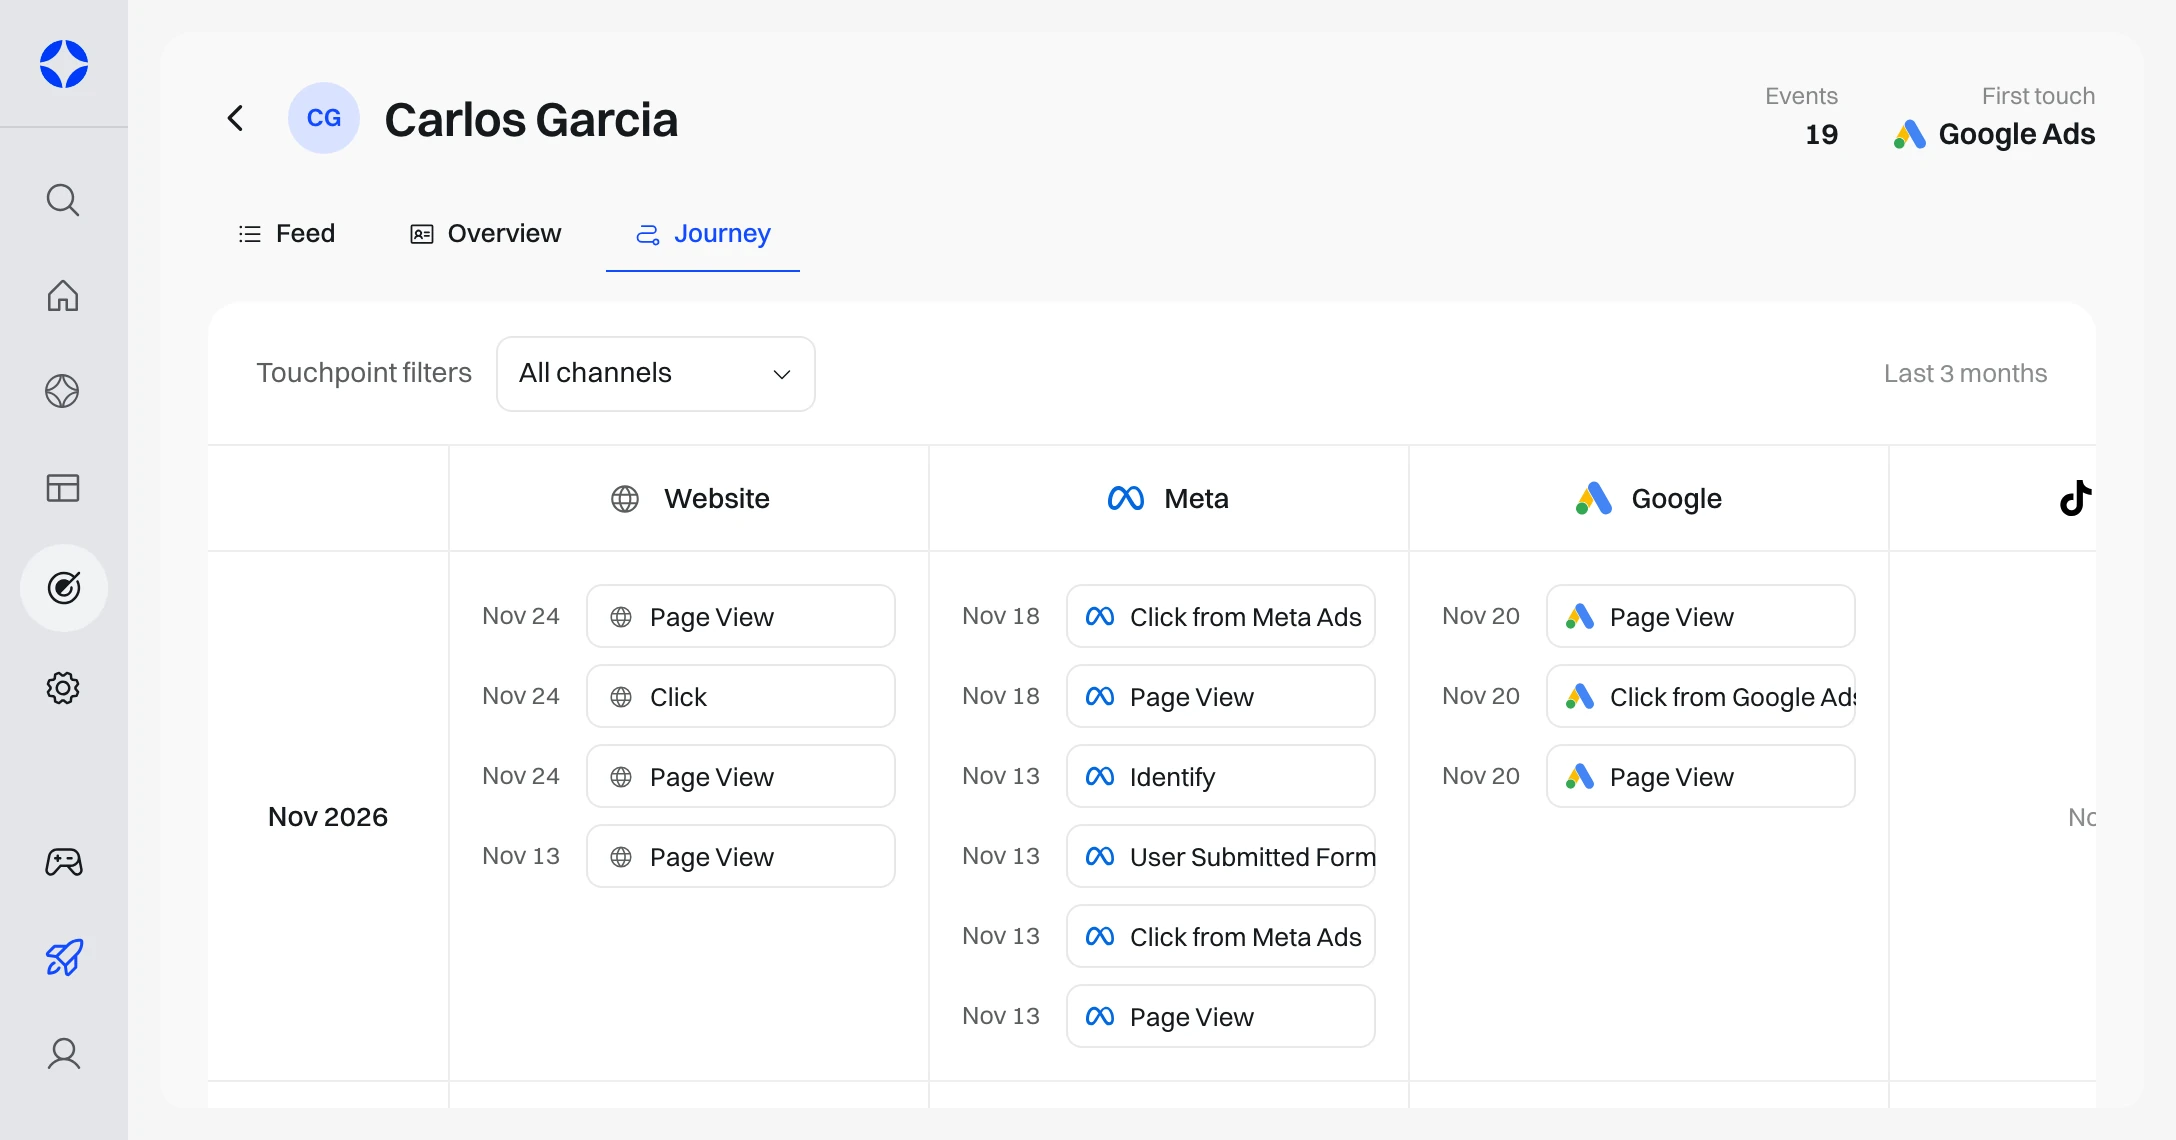 CG
Carlos Garcia
Events
19
First touch
Google Ads
Feed
Overview
Journey
Touchpoint filters
All channels
Last 3 months
Website
Meta
Google
Nov 2026
Nov 24 Page View
Nov 24 Click
Nov 24 Page View
Nov 13 Page View
Nov 18 Click from Meta Ads
Nov 18 Page View
Nov 13 Identify
Nov 13 User Submitted Form
Nov 13 Click from Meta Ads
Nov 13 Page View
Nov 20 Page View
Nov 20 Click from Google Ads
Nov 20 Page View